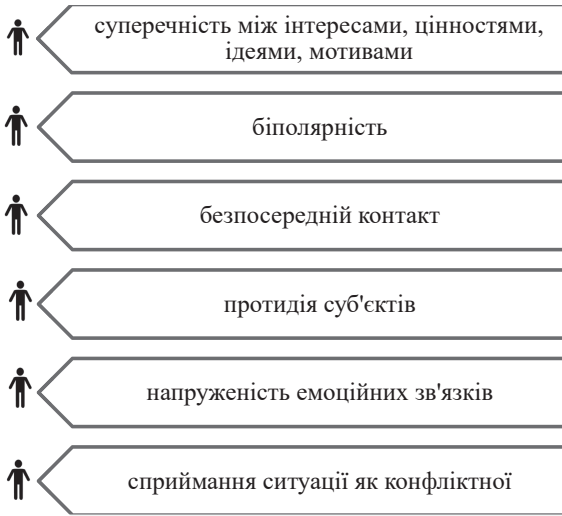 суперечність між інтересами, цінностями,
ідеями, мотивами
біполярність
безпосередній контакт
протидія суб'єктів
напруженість емоційних зв'язків
сприймання ситуації як конфліктної